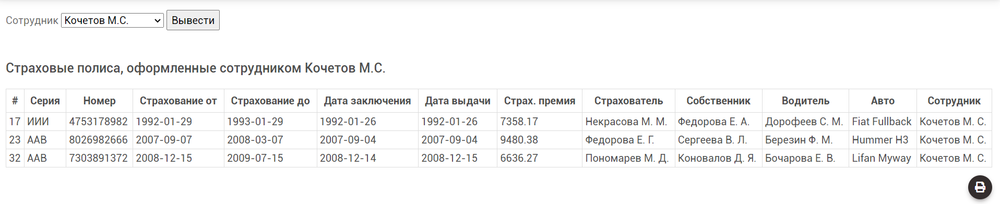 Сотрудник Кочетов М.С. Вывести
Страховые полиса, оформленные сотрудником Кочетов М.С.
# Серия Номер Страхование от Страхование до Дата заключения Дата выдачи Страх. премия Страхователь Собственник Водитель Авто Сотрудник
17 ИИИ 4753178982 1992-01-29 1993-01-29 1992-01-26 1992-01-26 7358.17 Некрасова М. М. Федорова Е. А. Дорофеев С. М. Fiat Fullback Кочетов М. С.
23 ААВ 8026982666 2007-09-07 2008-03-07 2007-09-04 2007-09-04 9480.38 Федорова Е. Г. Сергеева В. Л. Березин Ф. М. Hummer H3 Кочетов М. С.
32 ААВ 7303891372 2008-12-15 2009-07-15 2008-12-14 2008-12-15 6636.27 Пономарев М. Д. Коновалов Д. Я. Бочарова Е. В. Lifan Myway Кочетов М. С.